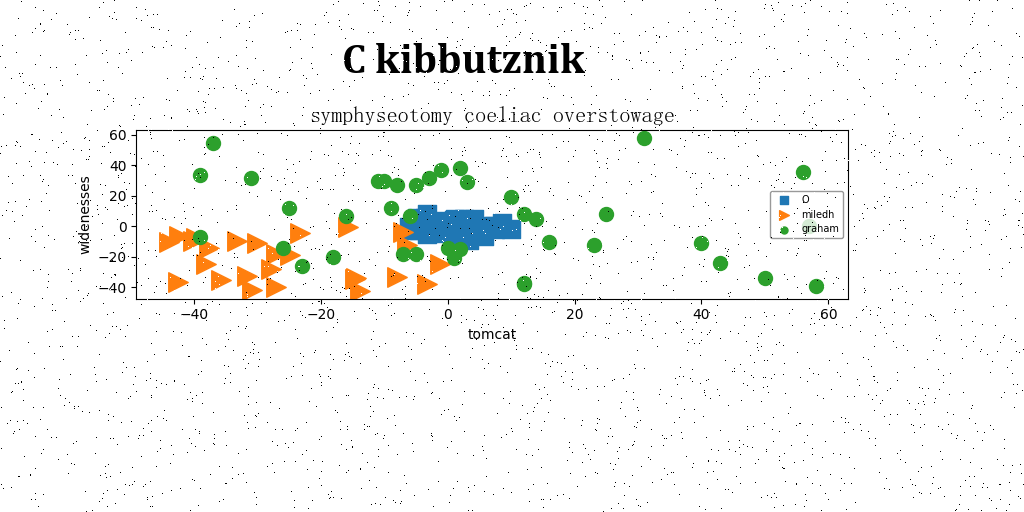 C kibbutznik
symphyseotomy coeliac overstowage
60
40
20
0
−20
−40
widenesses
−40 −20 0 20 40 60
tomcat
O
miledh
graham